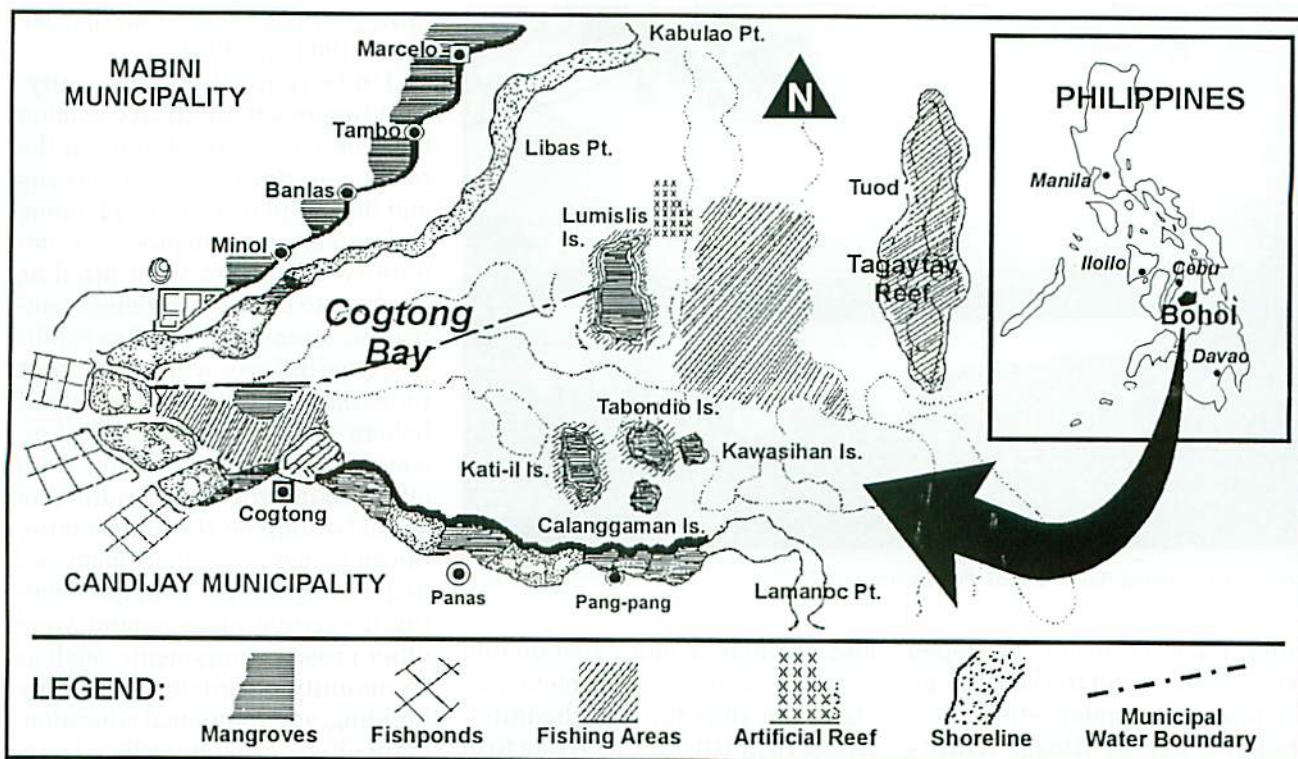 Kabulao Pt.
Marcelo
MABINI
MUNICIPALITY
N
PHILIPPINES
Tambo
Libas Pt.
Banlas
Tuod
Manila
Lumislis
Is.
Minol
Tagaytay
Reef
Iloilo
Cebu
Bohol
Cogtong
Bay
Davao
Tabondio Is.
Kati-il Is.
Kawasihan Is.
Cogtong
Calanggaman Is.
CANDIJAY MUNICIPALITY
Panas
Pang-pang
Lamanoc Pt.
LEGEND:
Mangroves
Fishponds
Fishing Areas
Artificial Reef
Shoreline
Municipal
Water Boundary